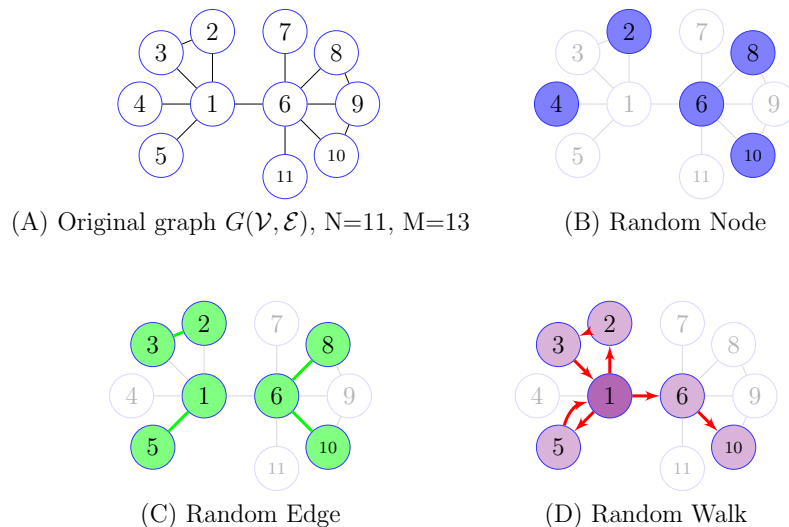 2 7
3 8
4 1 6 9
5 10
11
(A) Original graph G(𝒱, ℰ), N=11, M=13
2 7
3 8
4 1 6 9
5 10
11
(B) Random Node
2 7
3 8
4 1 6 9
5 10
11
(C) Random Edge
2 7
3 8
4 1 6 9
5 10
11
(D) Random Walk